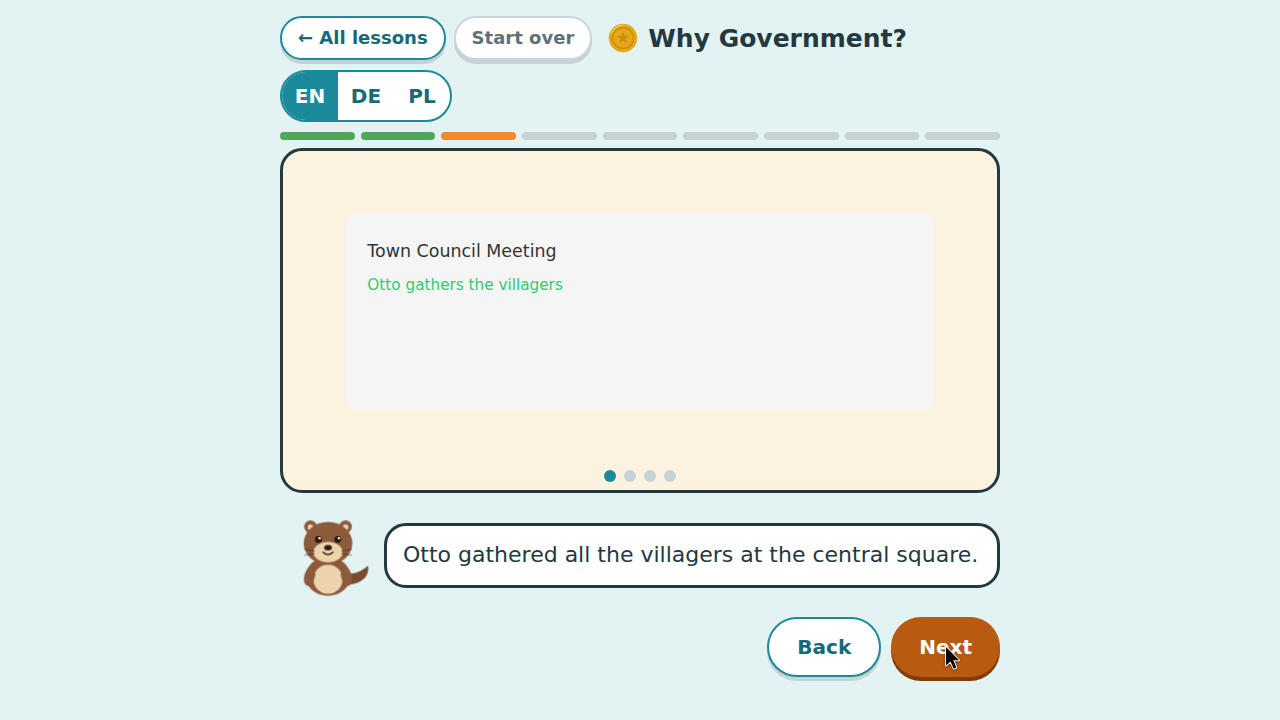 ← All lessons
Start over
Why Government?
EN
DE
PL
Town Council Meeting
Otto gathers the villagers
Otto gathered all the villagers at the central square.
Back
Next